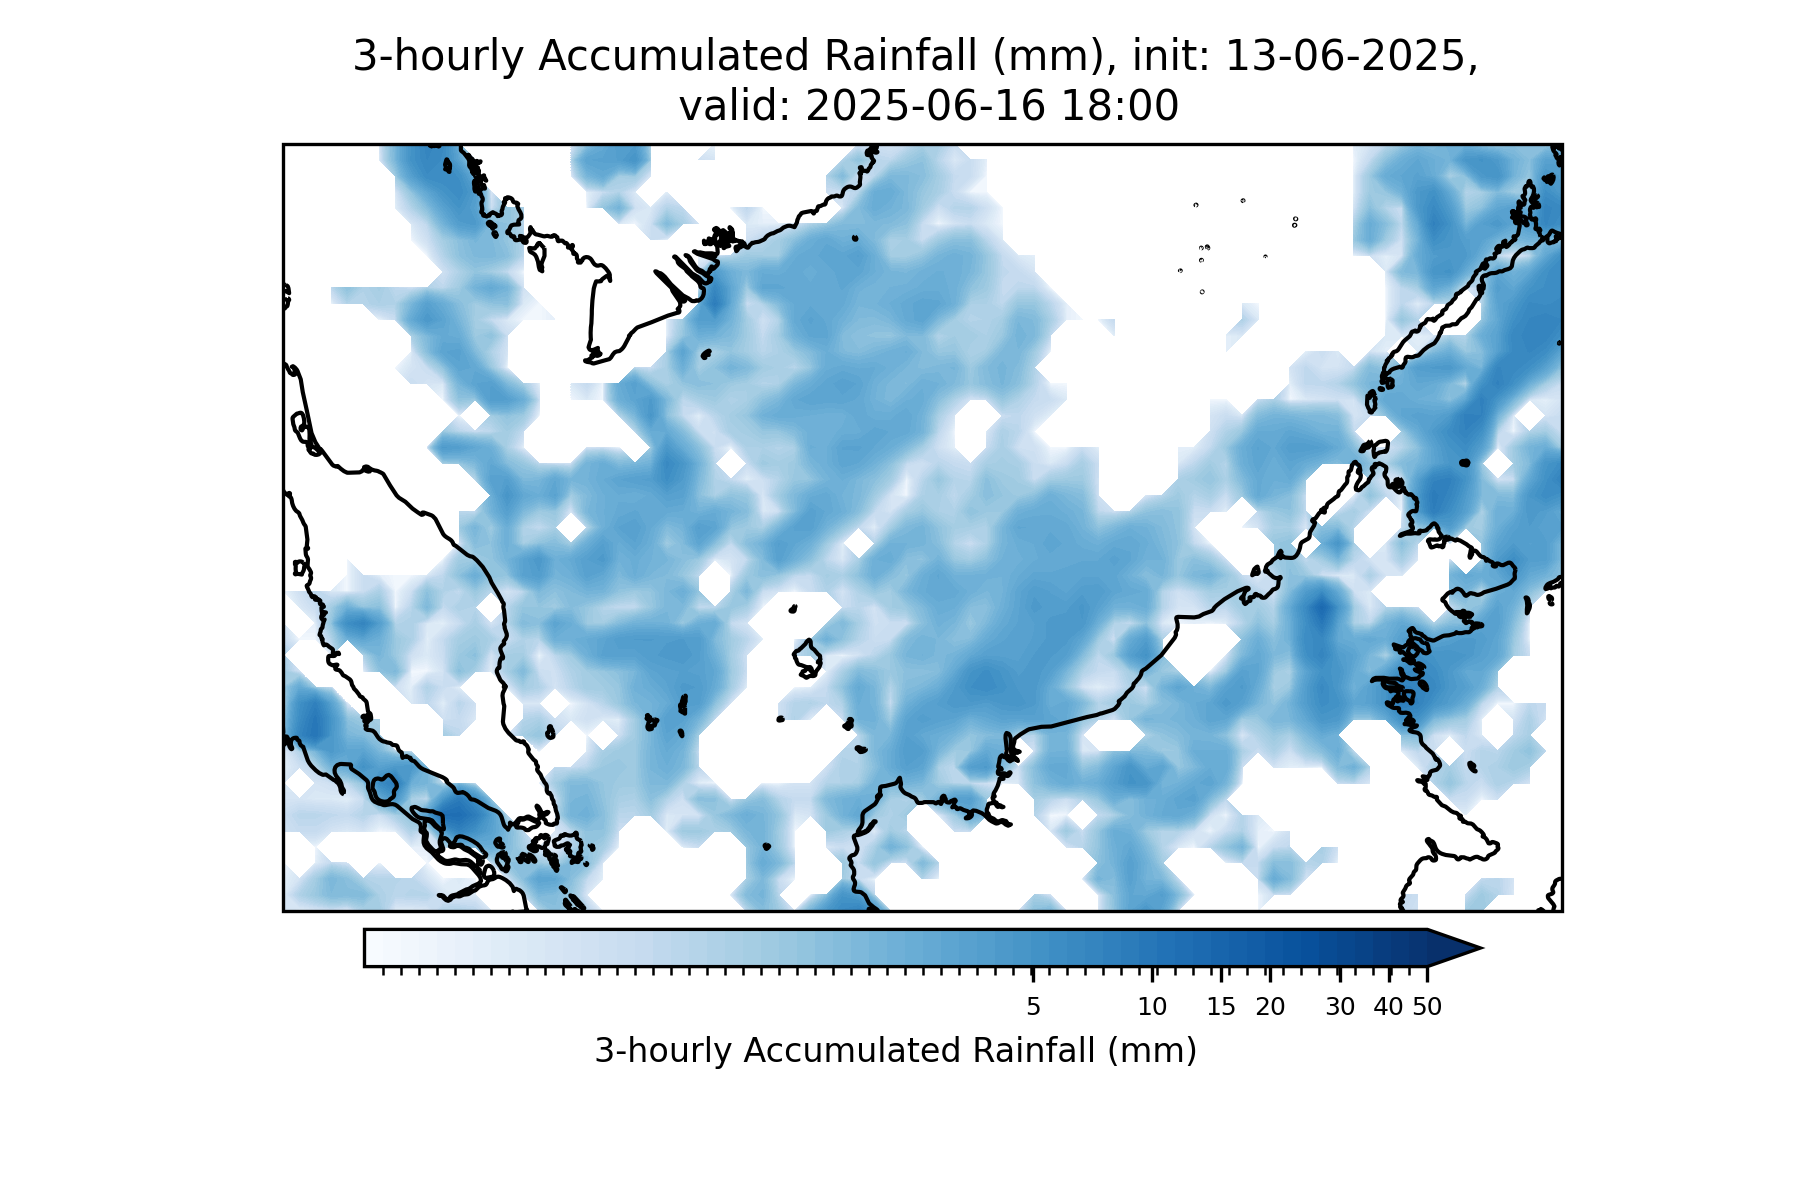 3-hourly Accumulated Rainfall (mm), init: 13-06-2025,
valid: 2025-06-16 18:00
5 10 15 20 30 40 50
3-hourly Accumulated Rainfall (mm)